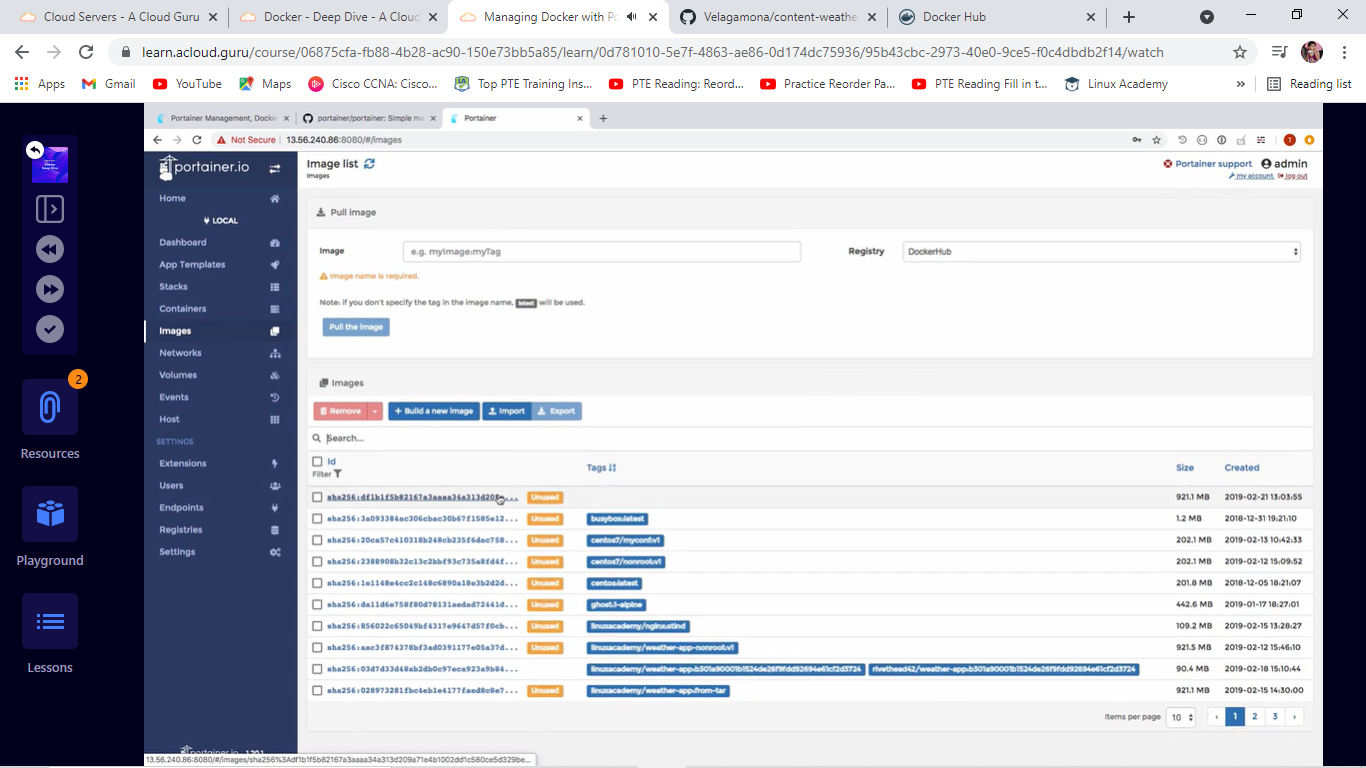 Cloud Servers - A Cloud Guru
Docker - Deep Dive - A Cloud
Managing Docker with Po
Velagamona/content-weathe
Docker Hub
learn.acloud.guru/course/06875cfa-fb88-4b28-ac90-150e73bb5a85/learn/0d781010-5e7f-4863-ae86-0d174dc75936/95b43cbc-2973-40e0-9ce5-f0c4dbdb2f14/watch
Apps
Gmail
YouTube
Maps
Cisco CCNA: Cisco...
Top PTE Training Ins...
PTE Reading: Reord...
Practice Reorder Pa...
PTE Reading Fill in t...
Linux Academy
»
Reading list
Docker Deep Dive
2
Resources
Playground
Lessons
Portainer Management, Docke
portainer/portainer: Simple ma
Portainer
Not Secure
13.56.240.86:8080/#/images
T
portainer.io
Home
LOCAL
Dashboard
App Templates
Stacks
Containers
Images
Networks
Volumes
Events
Host
SETTINGS
Extensions
Users
Endpoints
Registries
Settings
portainer.io
Image list
Images
Portainer support
admin
my account
log out
Pull image
Image
e.g. myImage:myTag
Registry
DockerHub
Image name is required.
Note: if you don't specify the tag in the image name, latest will be used.
Pull the image
Images
Remove
+ Build a new image
Import
Export
Search...
Id
Filter
Tags
Size
Created
sha256:df1b1f5b82167a3aaaa34a313d209... Unused 921.1 MB 2019-02-21 13:03:55
sha256:3a093384ac306cbac30b67f1585e12... Unused busybox:latest 1.2 MB 2018-12-31 19:21:10
sha256:20ca57c410318b248cb235f6dac758... Unused centos7/myconf:v1 202.1 MB 2019-02-13 10:42:33
sha256:2388908b32c13c2bbf93c735a8fd4f... Unused centos7/nonroot:v1 202.1 MB 2019-02-12 15:09:52
sha256:1e1148e4cc2c148c6890a18e3b2d2d... Unused centos:latest 201.8 MB 2018-12-05 18:21:07
sha256:da11d6e758f80d78131aedad72441d... Unused ghost:1-alpine 442.6 MB 2019-01-17 18:27:01
sha256:856022c65049bf4317e9647d57f0cb... Unused linuxacademy/nginx:stind 109.2 MB 2019-02-15 13:28:27
sha256:aac3f874378bf3ad0391177e05a37d... Unused linuxacademy/weather-app-nonroot:v1 921.5 MB 2019-02-12 15:46:10
sha256:03d7d33d48ab2db0c97eca923a9b84... linuxacademy/weather-app:b301a90001b1524de26f9fdd92694e61cf2d3724 rivethead42/weather-app:b301a90001b1524de26f9fdd92694e61cf2d3724 90.4 MB 2019-02-18 15:10:44
sha256:028973281fbc4eb1e4177faed8c8e7... Unused linuxacademy/weather-app:from-tar 921.1 MB 2019-02-15 14:30:00
Items per page
10
‹
1
2
3
›
13.56.240.86:8080/#/images/sha256%3Adf1b1f5b82167a3aaaa34a313d209a71e4b1002dd1c580ce5d329be...